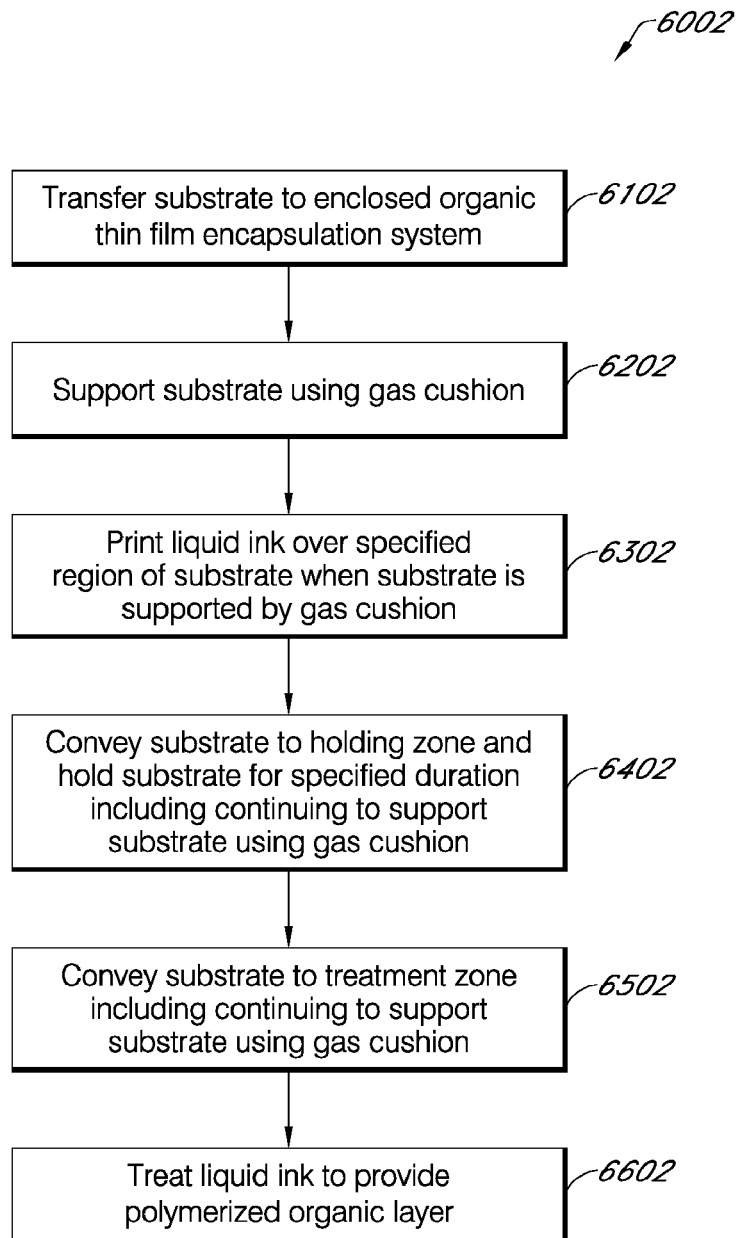 6002
Transfer substrate to enclosed organic
thin film encapsulation system
6102
Support substrate using gas cushion
6202
Print liquid ink over specified
region of substrate when substrate is
supported by gas cushion
6302
Convey substrate to holding zone and
hold substrate for specified duration
including continuing to support
substrate using gas cushion
6402
Convey substrate to treatment zone
including continuing to support
substrate using gas cushion
6502
Treat liquid ink to provide
polymerized organic layer
6602